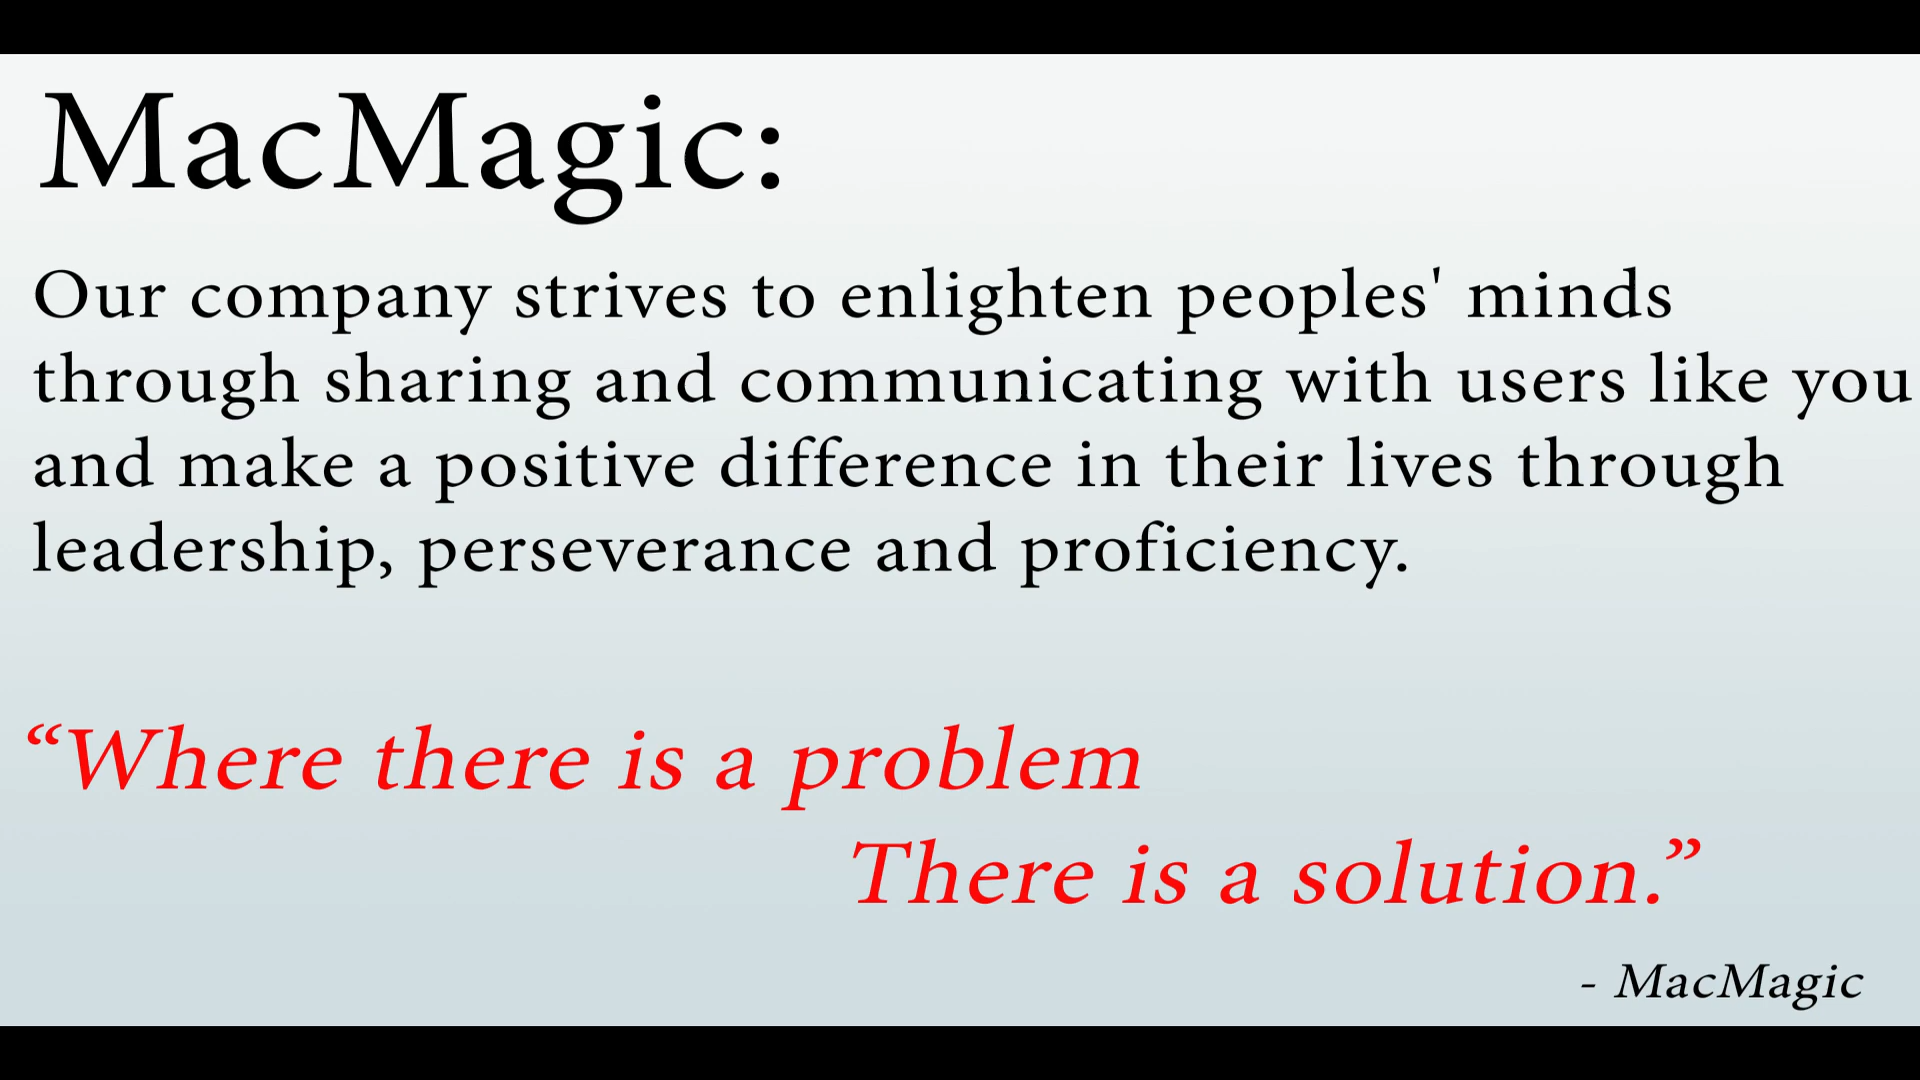 MacMagic:
Our company strives to enlighten peoples' minds
through sharing and communicating with users like you
and make a positive difference in their lives through
leadership, perseverance and proficiency.
“Where there is a problem
There is a solution.”
- MacMagic